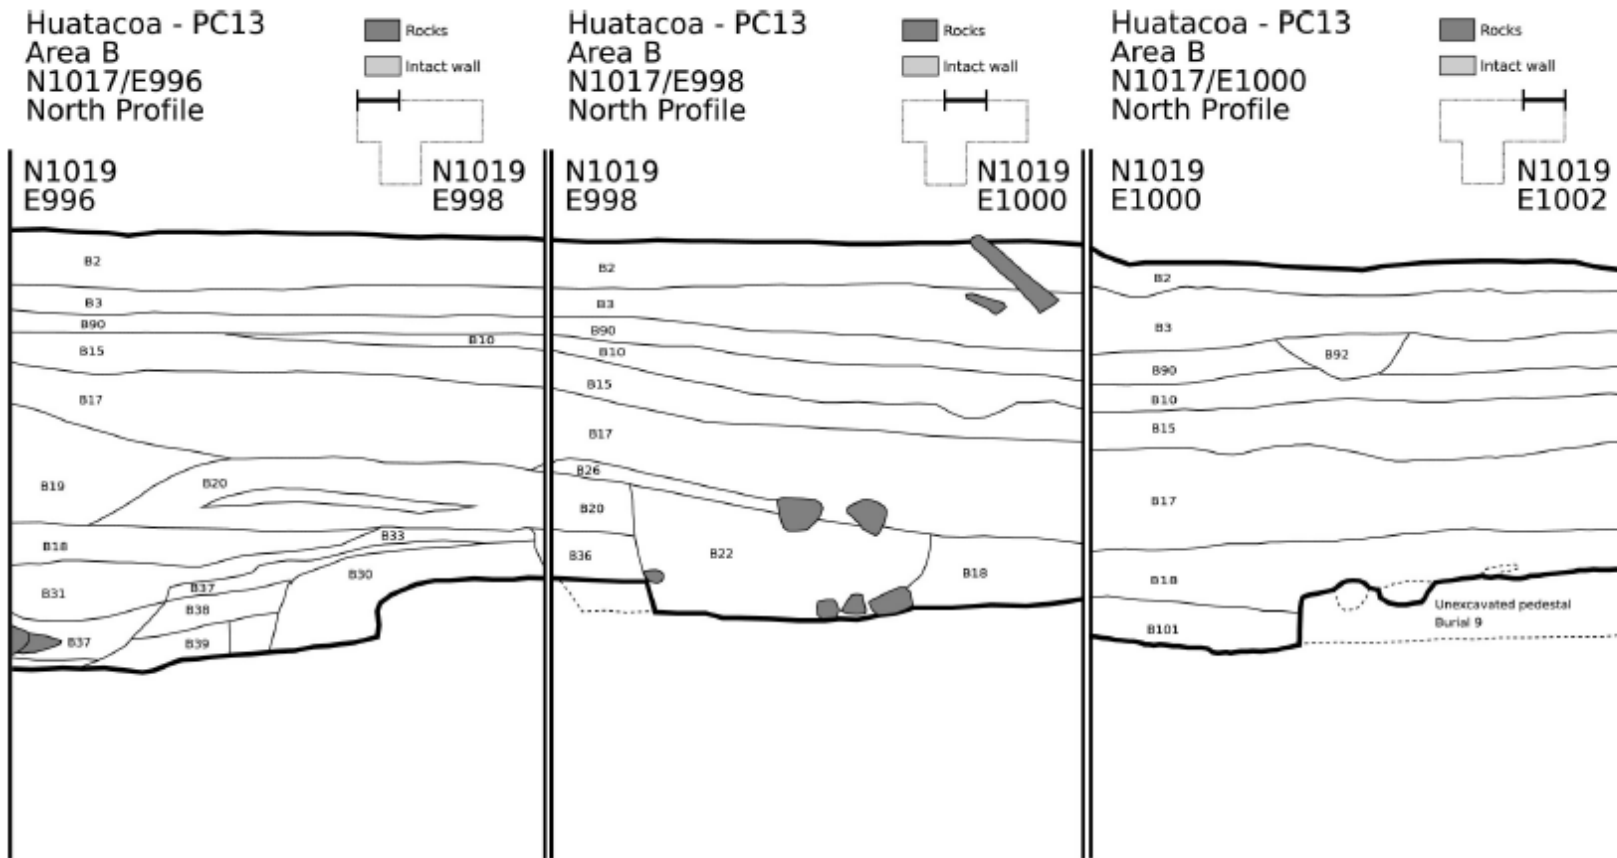 Huatacoa - PC13
Area B
N1017/E996
North Profile
Rocks
Intact wall
N1019
E996
N1019
E998
B2
B3
B90
B10
B15
B17
B19
B20
B18
B33
B30
B31
B37
B38
B37
B39
Huatacoa - PC13
Area B
N1017/E998
North Profile
Rocks
Intact wall
N1019
E998
N1019
E1000
B2
B3
B90
B10
B15
B17
B26
B20
B36
B22
B18
Huatacoa - PC13
Area B
N1017/E1000
North Profile
Rocks
Intact wall
N1019
E1000
N1019
E1002
B2
B3
B92
B90
B10
B15
B17
B18
B101
Unexcavated pedestal
Burial 9